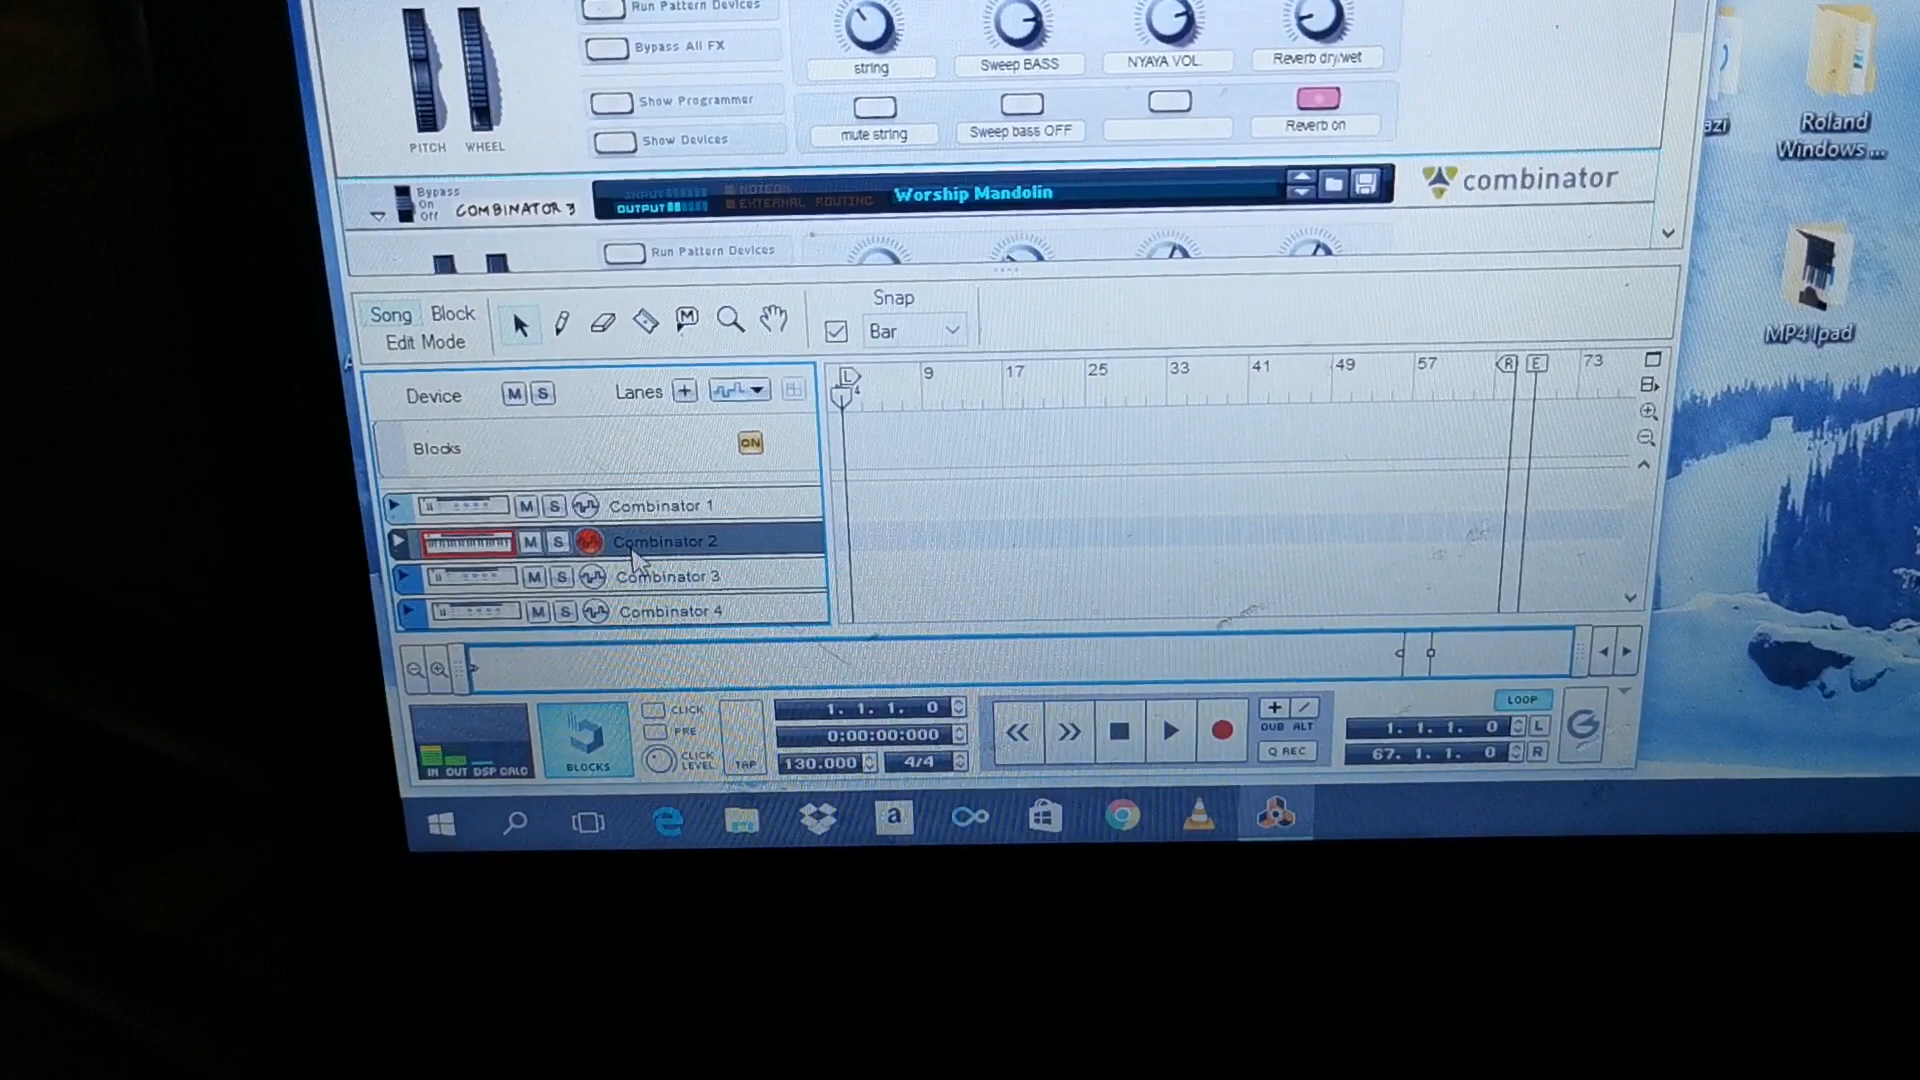 Run Pattern Devices
Bypass All FX
string
Sweep BASS
NYAYA VOL.
Reverb dry/wet
Show Programmer
Show Devices
mute string
Sweep bass OFF
Reverb on
PITCH
WHEEL
azi
Roland
Windows ...
Bypass
On
Off
COMBINATOR 3
OUTPUT
EXTERNAL ROUTING
Worship Mandolin
combinator
Run Pattern Devices
MP4 Ipad
Song
Block
Edit Mode
M
Snap
Bar
Device
M
S
Lanes
L
4
9
17
25
33
41
49
57
R
E
73
Blocks
ON
M S Combinator 1
M S Combinator 2
M S Combinator 3
M S Combinator 4
IN OUT DSP CALC
BLOCKS
CLICK
PRE
CLICK
LEVEL
TAP
1. 1. 1. 0
0:00:00:000
130.000
4/4
DUB ALT
Q REC
LOOP
1. 1. 1. 0 L
67. 1. 1. 0 R
a